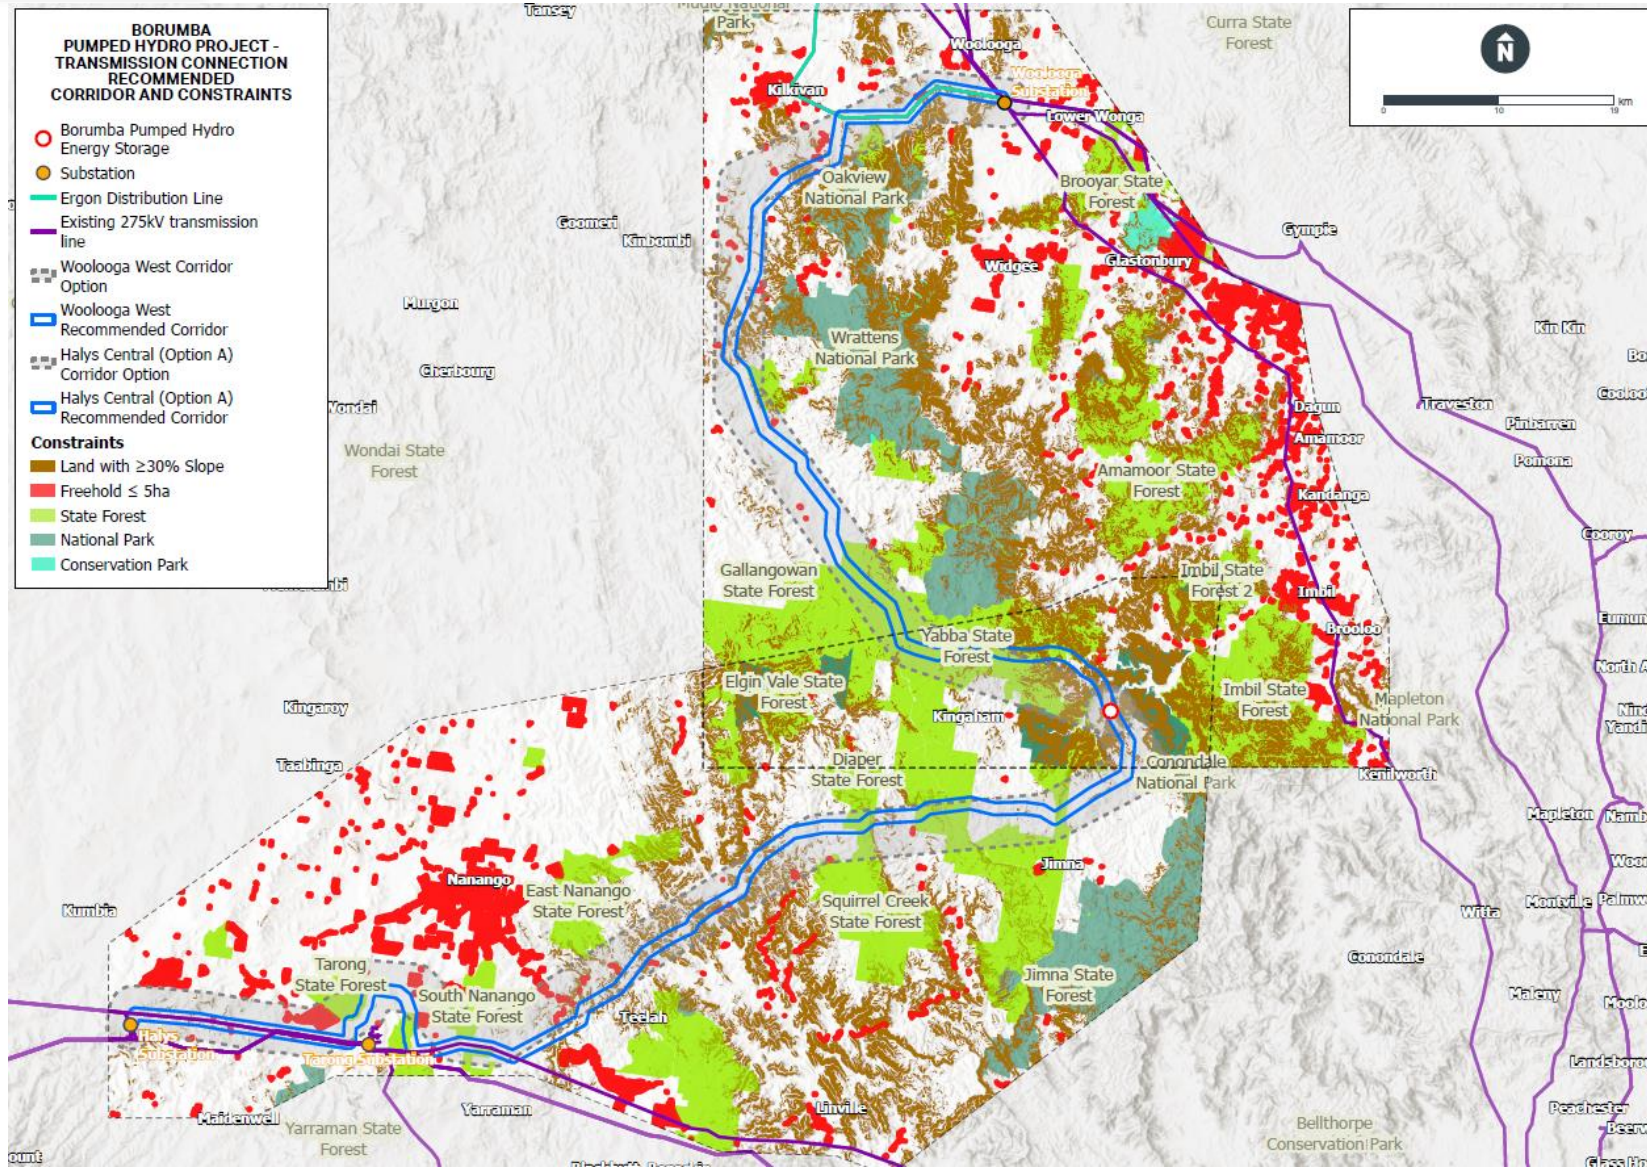 BORUMBA
PUMPED HYDRO PROJECT -
TRANSMISSION CONNECTION
RECOMMENDED
CORRIDOR AND CONSTRAINTS
Borumba Pumped Hydro
Energy Storage
Substation
Ergon Distribution Line
Existing 275kV transmission
line
Woolooga West Corridor
Option
Woolooga West
Recommended Corridor
Halys Central (Option A)
Corridor Option
Halys Central (Option A)
Recommended Corridor
Constraints
Land with ≥30% Slope
Freehold ≤ 5ha
State Forest
National Park
Conservation Park
N
0 10 19 km
Tansey
Park
Curra State
Forest
Woolooga
Woolooga
Substation
Kilkivan
Lower Wonga
Oakview
National Park
Brooyar State
Forest
Goomeri
Kinbombi
Gympie
Widgee
Glastonbury
Murgon
Kin Kin
Wrattens
National Park
Cherbourg
Wondai
Traveston
Dagun
Pinbarren
Amamoor
Wondai State
Forest
Pomona
Amamoor State
Forest
Kandanga
Cooroy
Gallangowan
State Forest
Imbil State
Forest 2
Imbil
Brooloo
Yabba State
Forest
Elgin Vale State
Forest
Imbil State
Forest
Mapleton
National Park
Kingaroy
Kingaham
Taabinga
Diaper
State Forest
Conondale
National Park
Kenilworth
Mapleton
Jimna
Nanango
East Nanango
State Forest
Squirrel Creek
State Forest
Kumbia
Witta
Montville
Conondale
Tarong
State Forest
South Nanango
State Forest
Jimna State
Forest
Maleny
Teelah
Halys
Substation
Tarong Substation
Maidenwell
Yarraman
Linville
Peachester
Yarraman State
Forest
Bellthorpe
Conservation Park